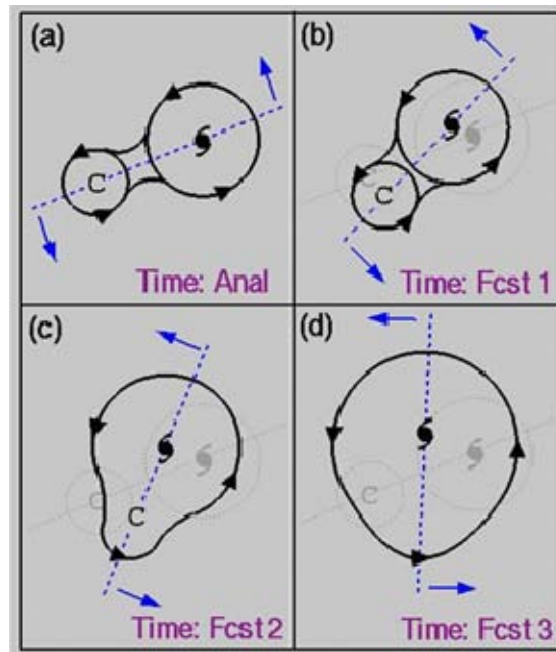 (a)
C
Time: Anal
(b)
C
C
Time: Fcst 1
(c)
C
C
Time: Fcst 2
(d)
C
Time: Fcst 3